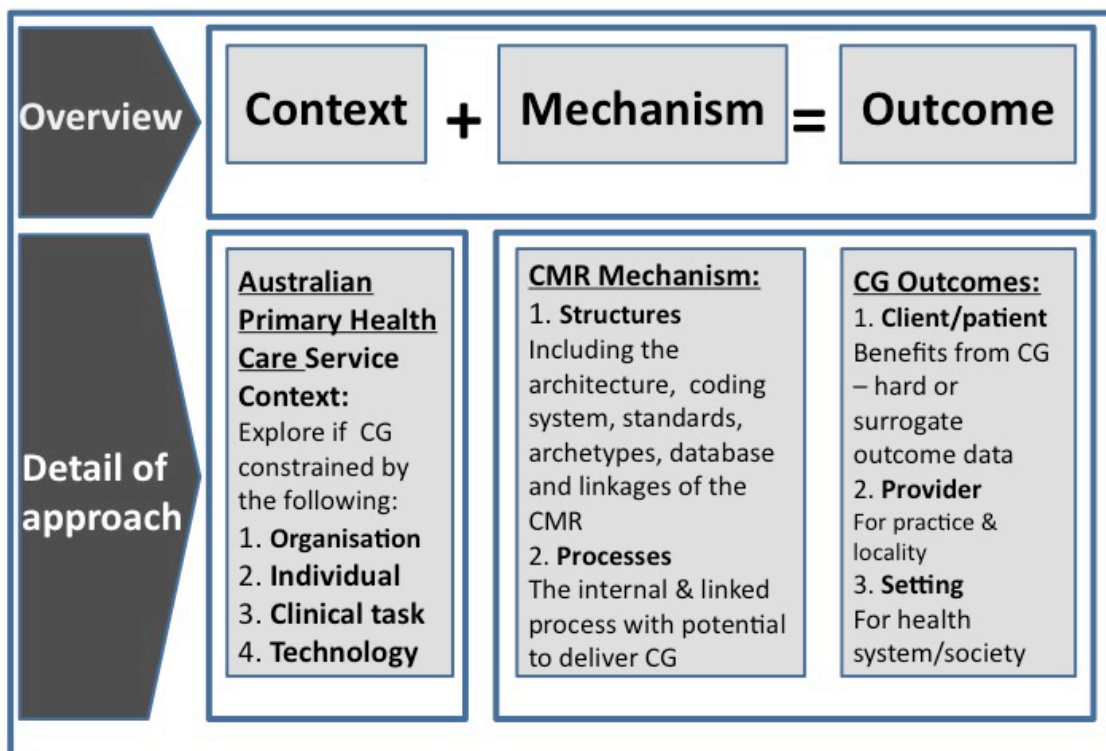 Overview
Context + Mechanism = Outcome
Detail of
approach
Australian
Primary Health
Care Service
Context:
Explore if CG
constrained by
the following:
1. Organisation
2. Individual
3. Clinical task
4. Technology
CMR Mechanism:
1. Structures
Including the
architecture, coding
system, standards,
archetypes, database
and linkages of the
CMR
2. Processes
The internal & linked
process with potential
to deliver CG
CG Outcomes:
1. Client/patient
Benefits from CG
– hard or
surrogate
outcome data
2. Provider
For practice &
locality
3. Setting
For health
system/society